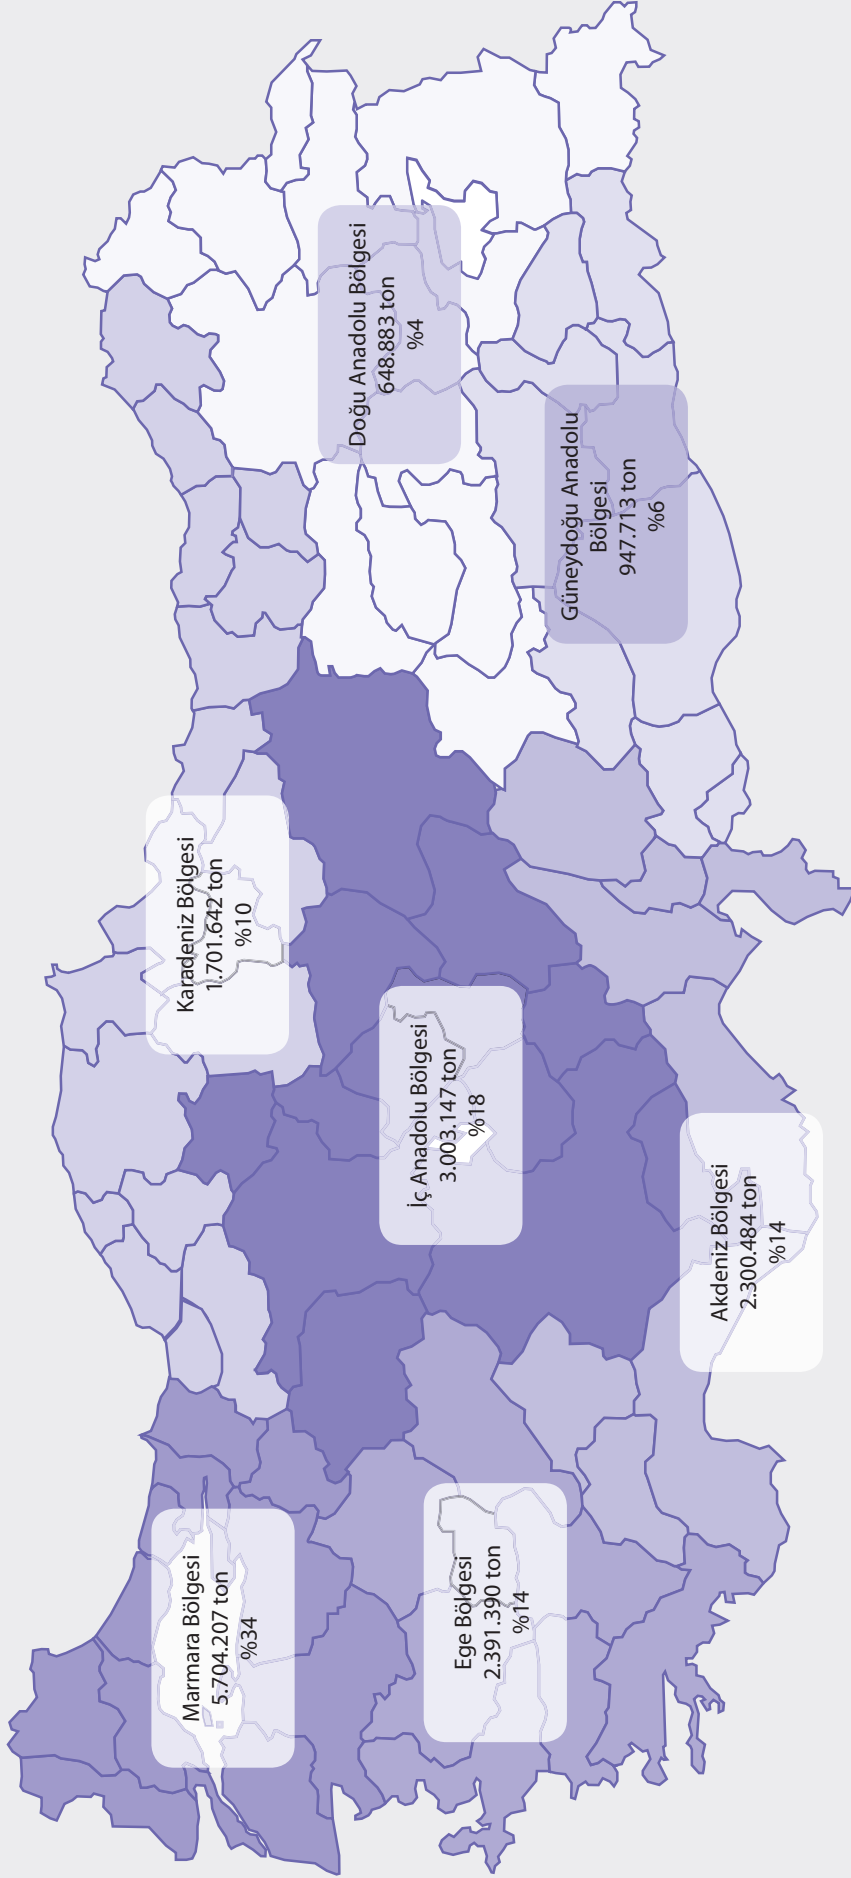 Marmara Bölgesi
5.704.207 ton
%34
Karadeniz Bölgesi
1.701.642 ton
%10
Doğu Anadolu Bölgesi
648.883 ton
%4
İç Anadolu Bölgesi
3.003.147 ton
%18
Ege Bölgesi
2.391.390 ton
%14
Güneydoğu Anadolu
Bölgesi
947.713 ton
%6
Akdeniz Bölgesi
2.300.484 ton
%14